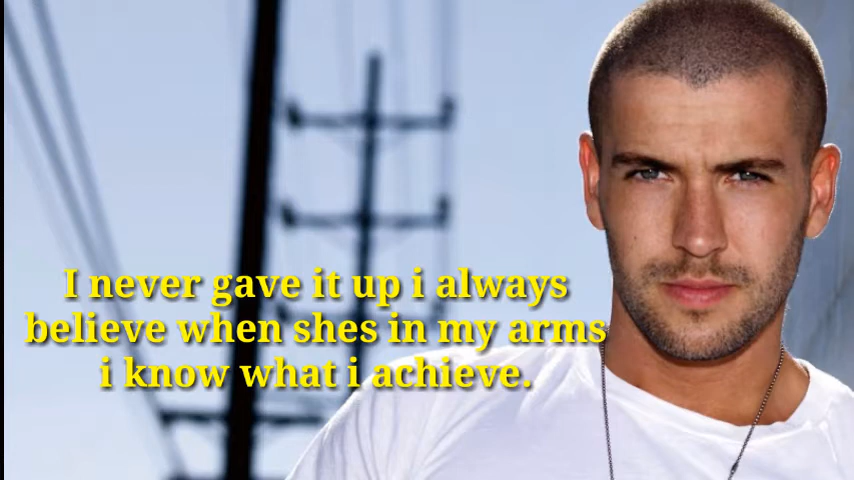 I never gave it up i always
believe when shes in my arms
i know what i achieve.